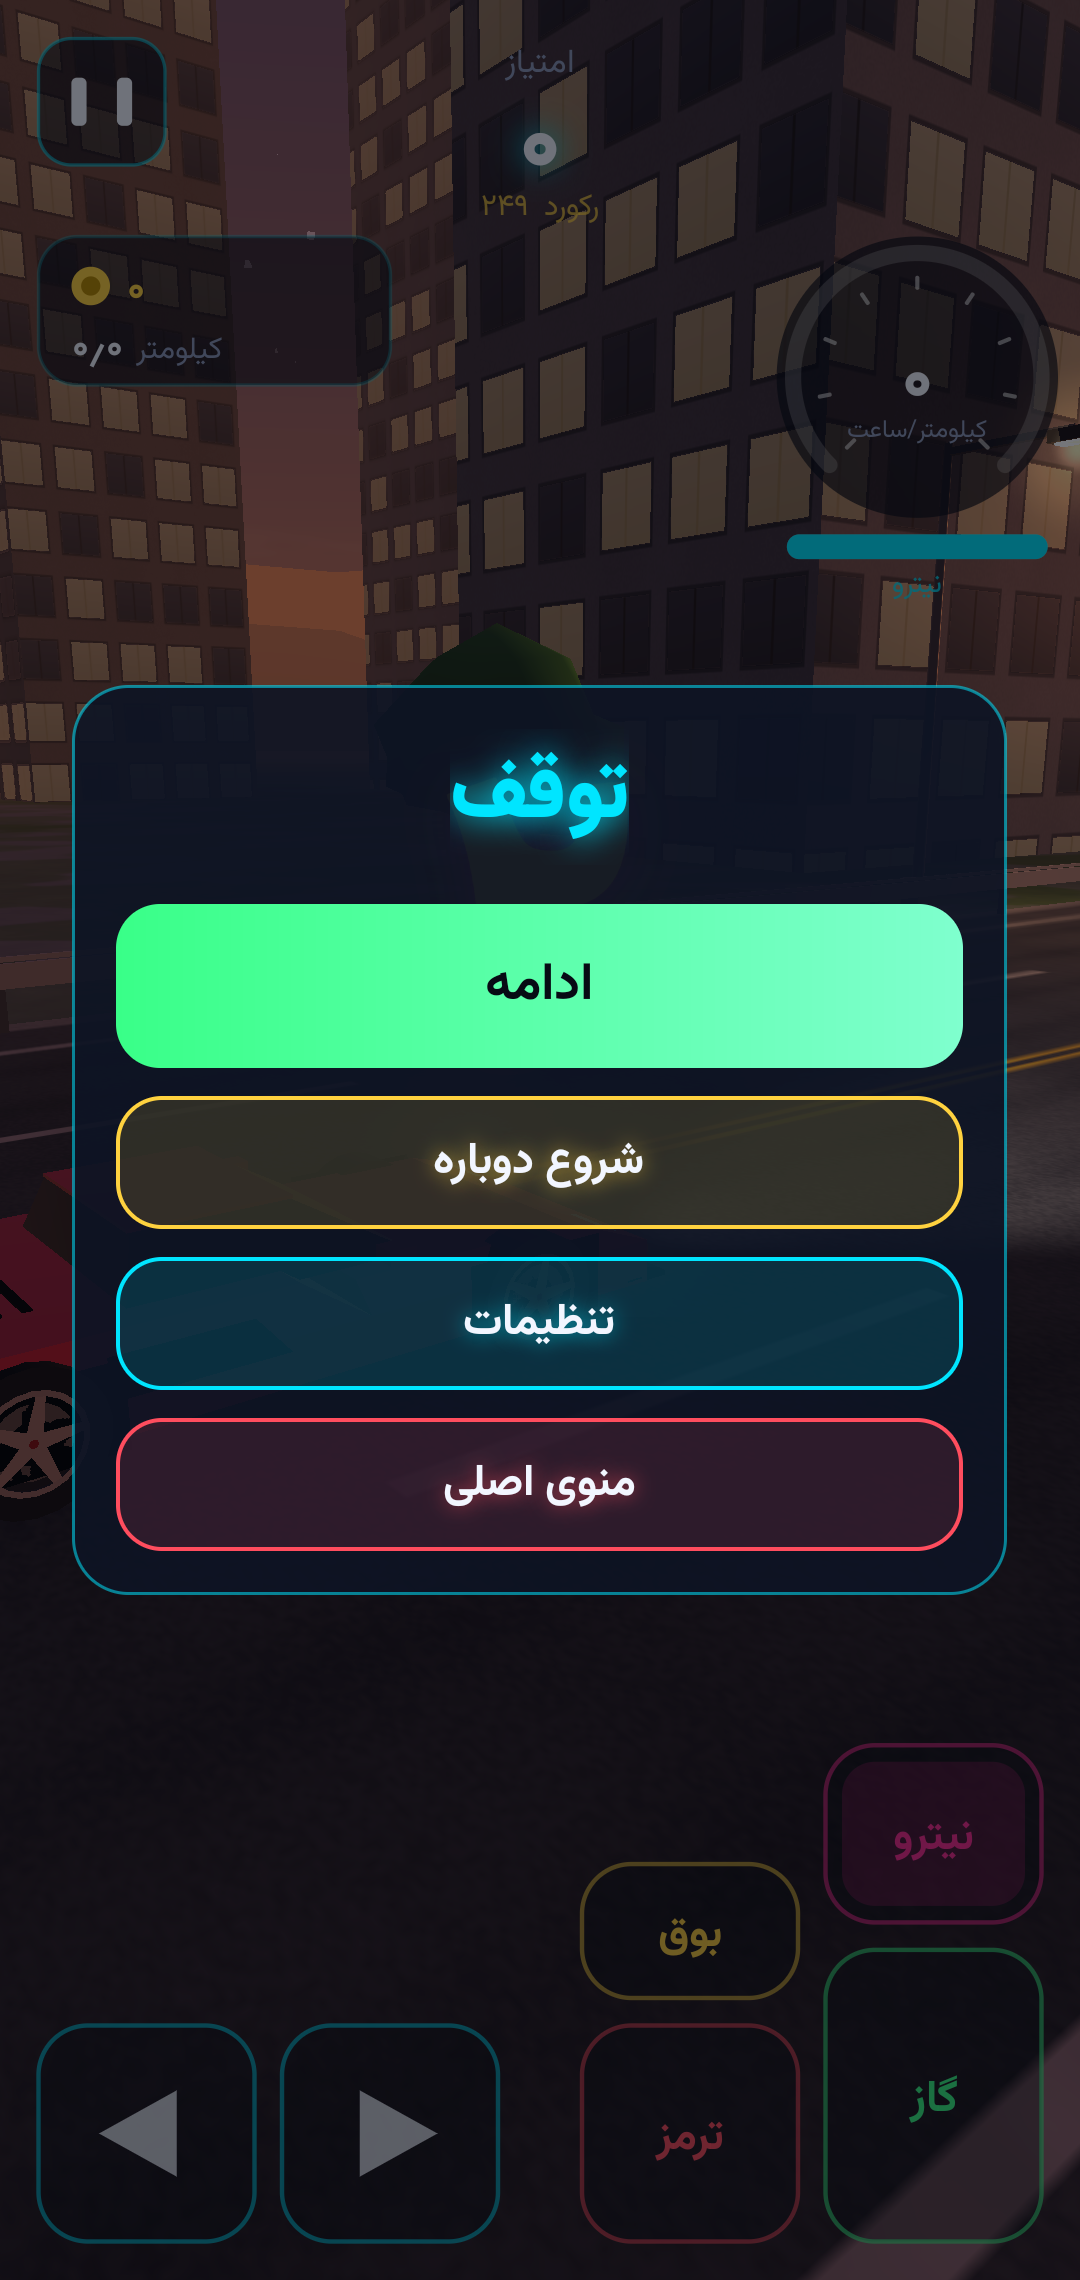 امتیاز
۰
رکورد ۲۴۹
۰
۰/۰ کیلومتر
۰
کیلومتر/ساعت
نیترو
توقف
ادامه
شروع دوباره
تنظیمات
منوی اصلی
نیترو
بوق
گاز
ترمز